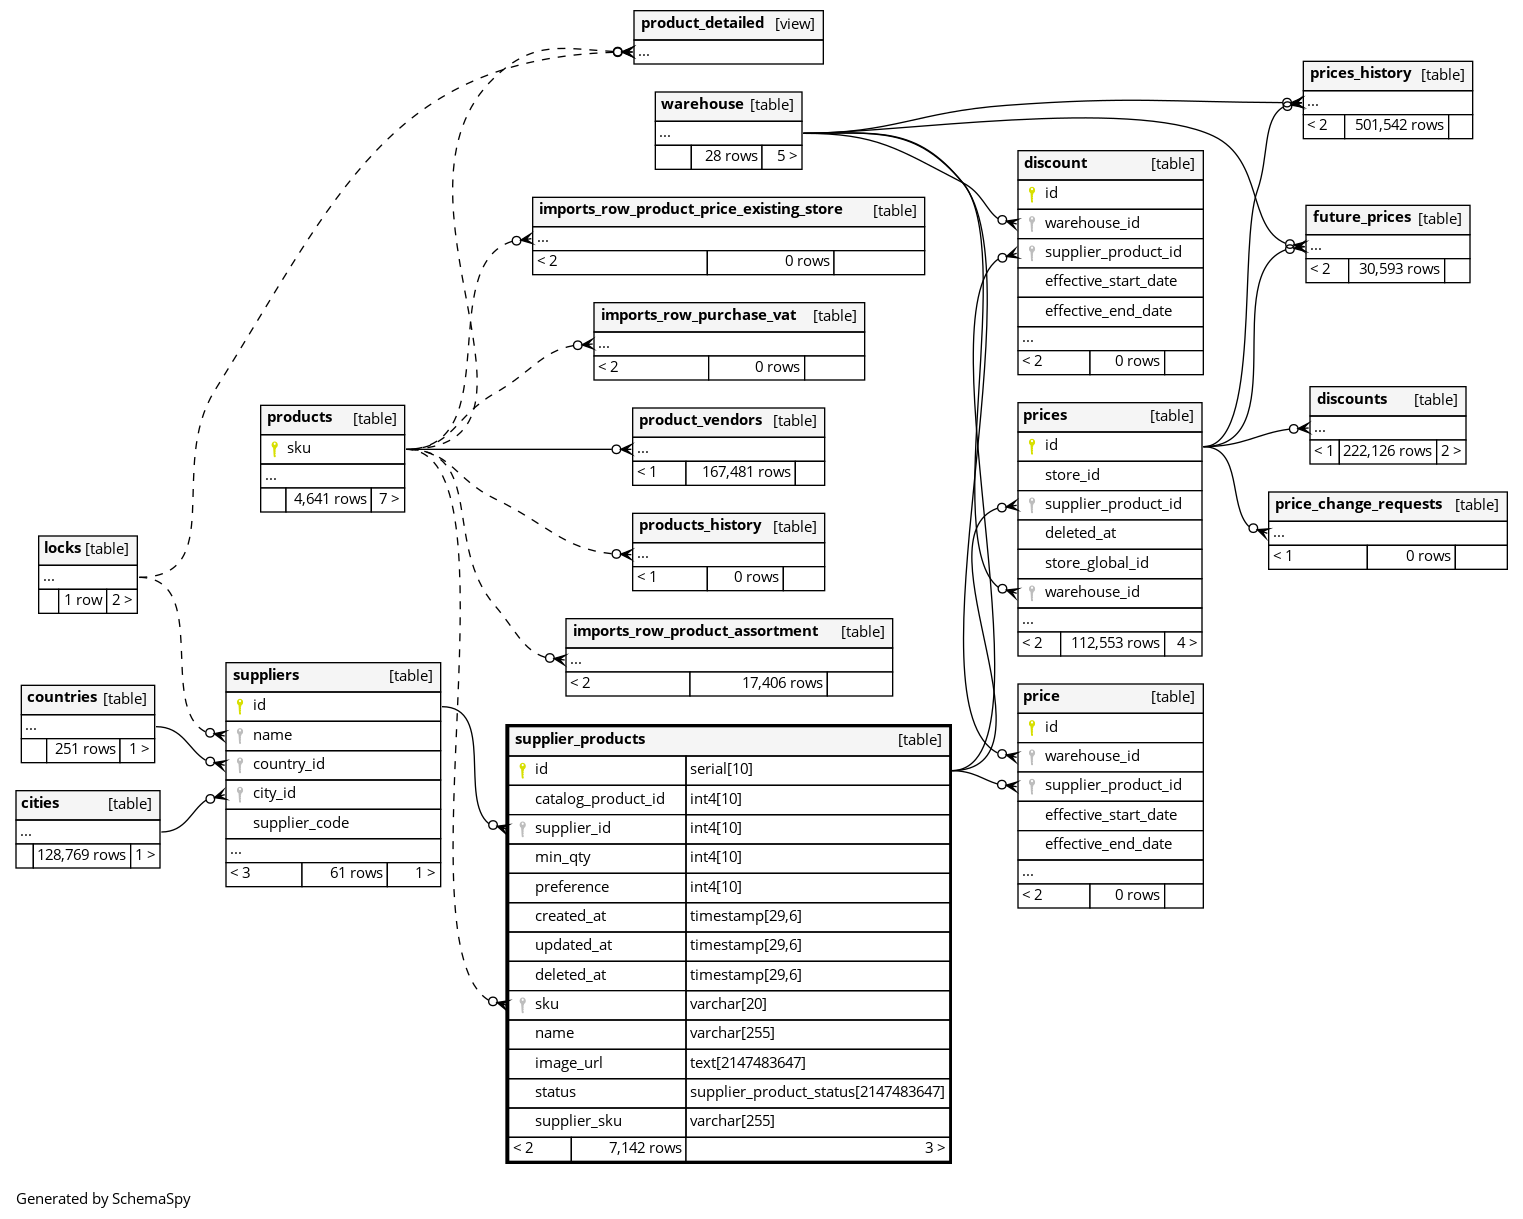 product_detailed [view]
...
warehouse [table]
...
28 rows 5 >
prices_history [table]
...
< 2 501,542 rows
discount [table]
id
warehouse_id
supplier_product_id
effective_start_date
effective_end_date
...
< 2 0 rows
imports_row_product_price_existing_store [table]
...
< 2 0 rows
future_prices [table]
...
< 2 30,593 rows
imports_row_purchase_vat [table]
...
< 2 0 rows
products [table]
sku
...
4,641 rows 7 >
product_vendors [table]
...
< 1 167,481 rows
prices [table]
id
store_id
supplier_product_id
deleted_at
store_global_id
warehouse_id
...
< 2 112,553 rows 4 >
discounts [table]
...
< 1 222,126 rows 2 >
price_change_requests [table]
...
< 1 0 rows
products_history [table]
...
< 1 0 rows
locks [table]
...
1 row 2 >
imports_row_product_assortment [table]
...
< 2 17,406 rows
countries [table]
...
251 rows 1 >
cities [table]
...
128,769 rows 1 >
suppliers [table]
id
name
country_id
city_id
supplier_code
...
< 3 61 rows 1 >
supplier_products [table]
id serial[10]
catalog_product_id int4[10]
supplier_id int4[10]
min_qty int4[10]
preference int4[10]
created_at timestamp[29,6]
updated_at timestamp[29,6]
deleted_at timestamp[29,6]
sku varchar[20]
name varchar[255]
image_url text[2147483647]
status supplier_product_status[2147483647]
supplier_sku varchar[255]
< 2 7,142 rows 3 >
price [table]
id
warehouse_id
supplier_product_id
effective_start_date
effective_end_date
...
< 2 0 rows
Generated by SchemaSpy